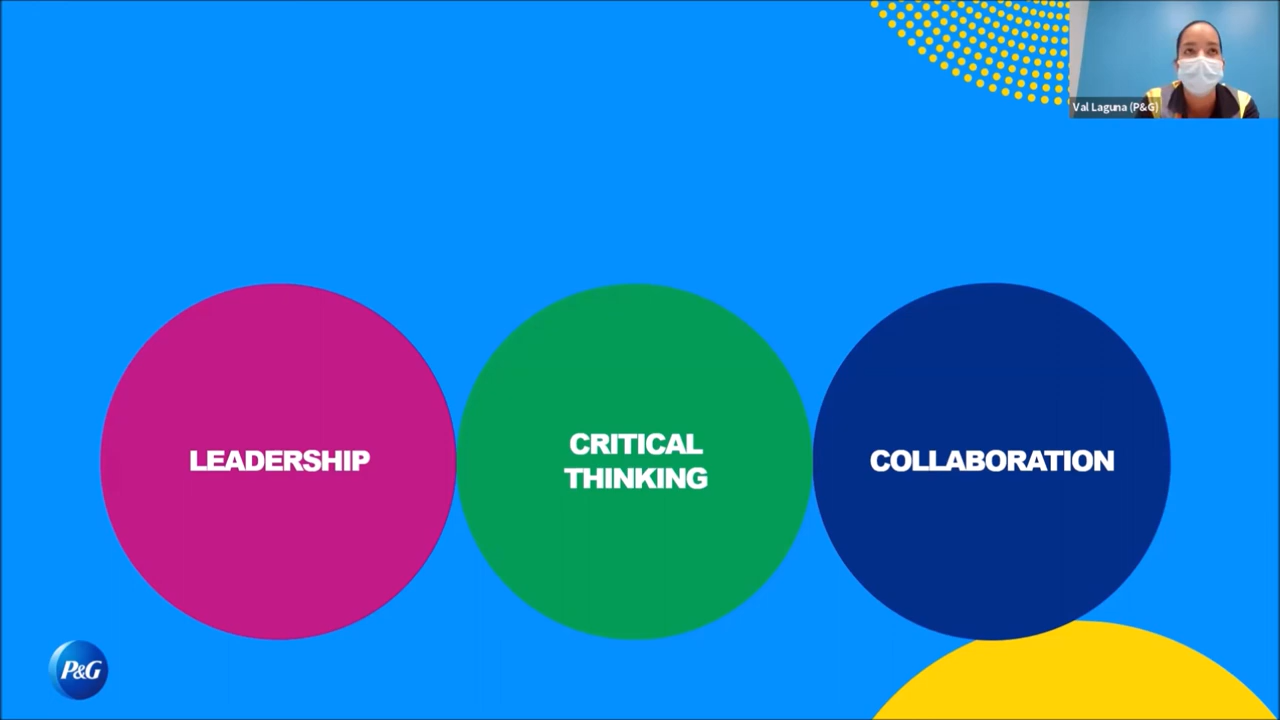 Val Laguna (P&G)
LEADERSHIP
CRITICAL
THINKING
COLLABORATION
P&G